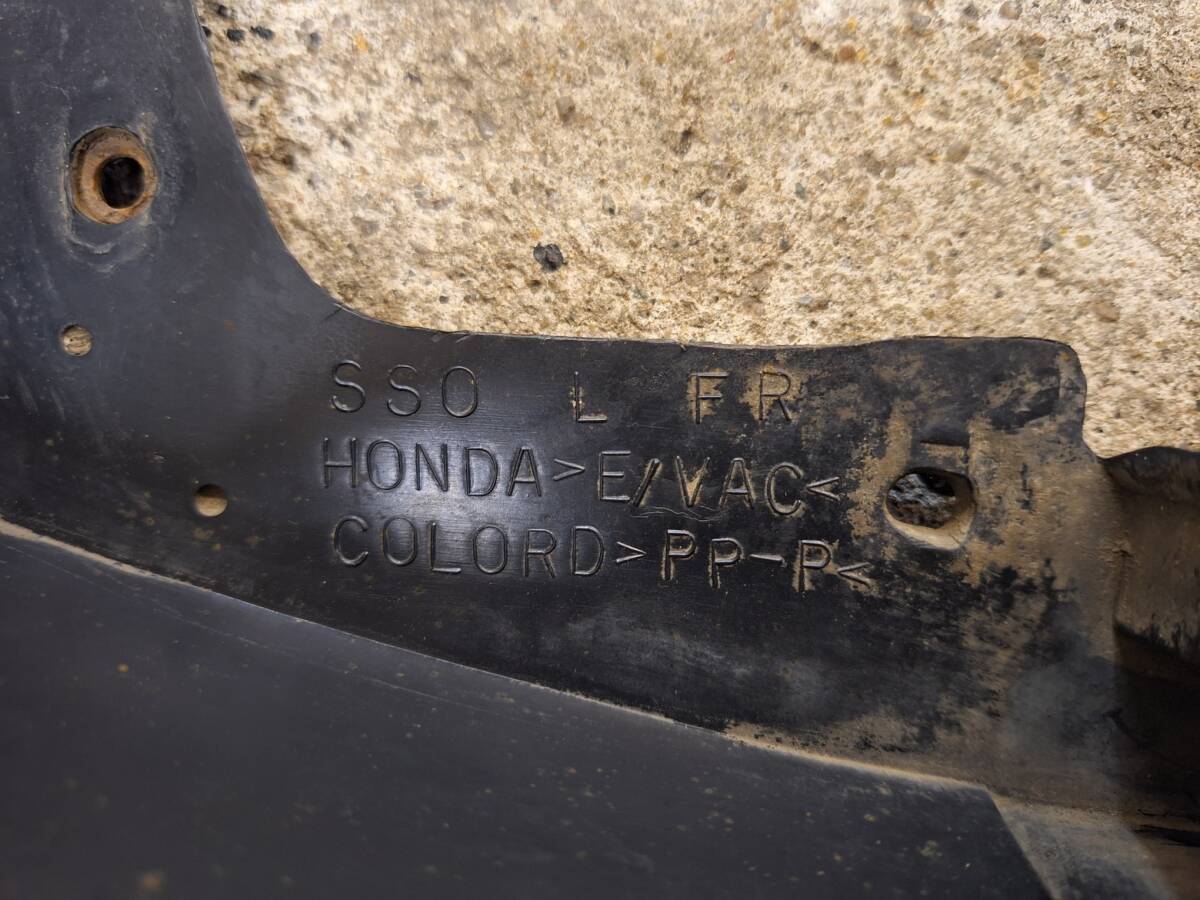 SSO L FR
HONDA>E/VAC<
COLORD>PP-P<